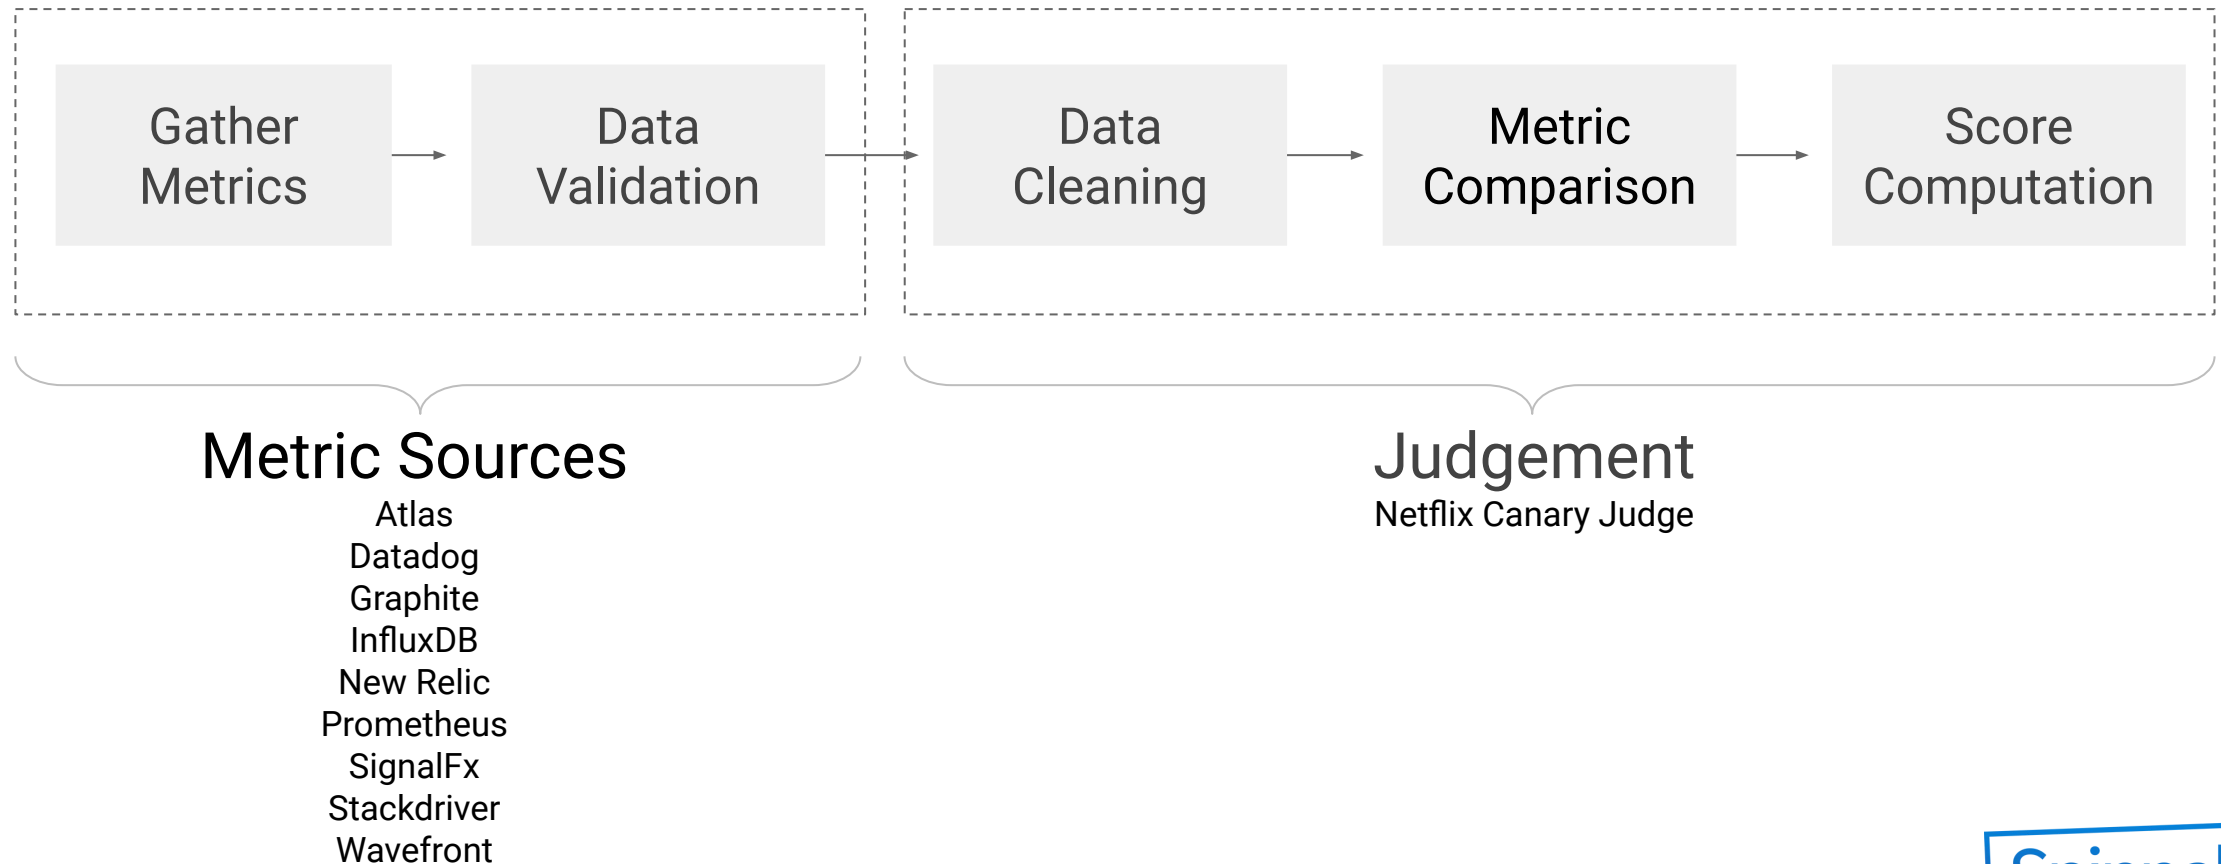 Gather
Metrics
Data
Validation
Data
Cleaning
Metric
Comparison
Score
Computation
Metric Sources
Atlas
Datadog
Graphite
InfluxDB
New Relic
Prometheus
SignalFx
Stackdriver
Wavefront
Judgement
Netflix Canary Judge